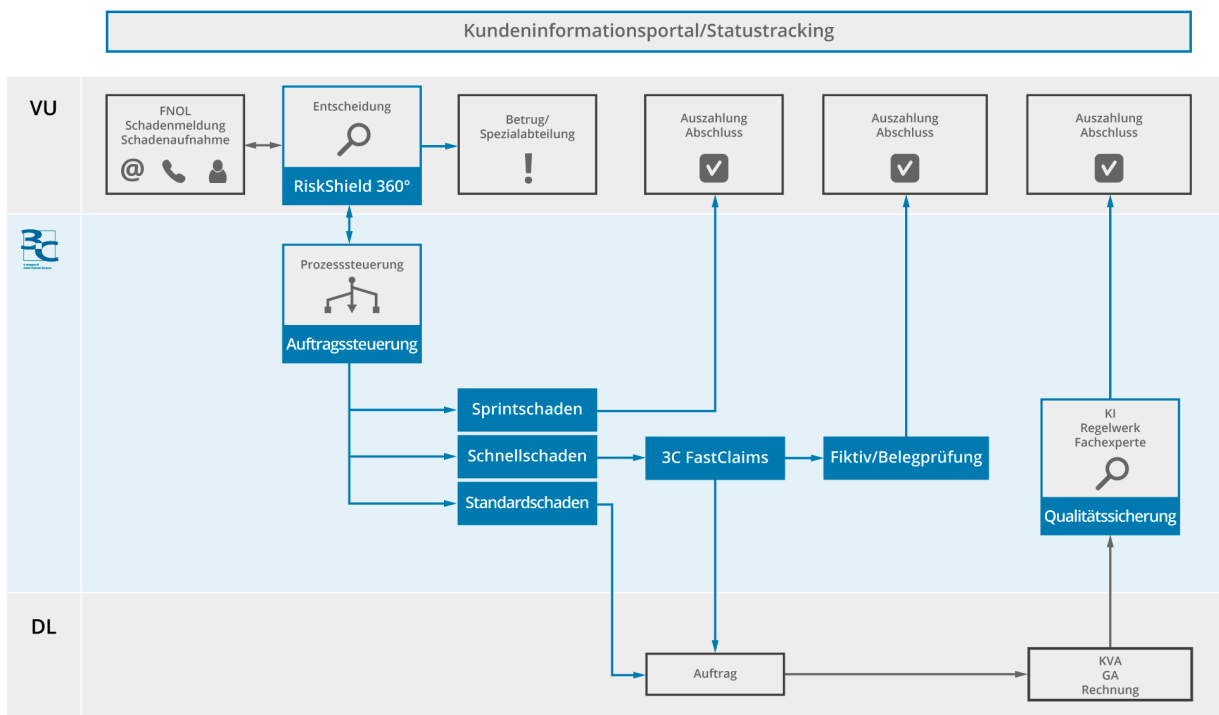 Kundeninformationsportal/Statustracking
VU
FNOL
Schadenmeldung
Schadenaufnahme
@
Entscheidung
RiskShield 360°
Betrug/
Spezialabteilung
!
Auszahlung
Abschluss
Auszahlung
Abschluss
Auszahlung
Abschluss
3C
Prozesssteuerung
Auftragssteuerung
Sprintschaden
Schnellschaden
Standardschaden
3C FastClaims
Fiktiv/Belegprüfung
KI
Regelwerk
Fachexperte
Qualitätssicherung
DL
Auftrag
KVA
GA
Rechnung